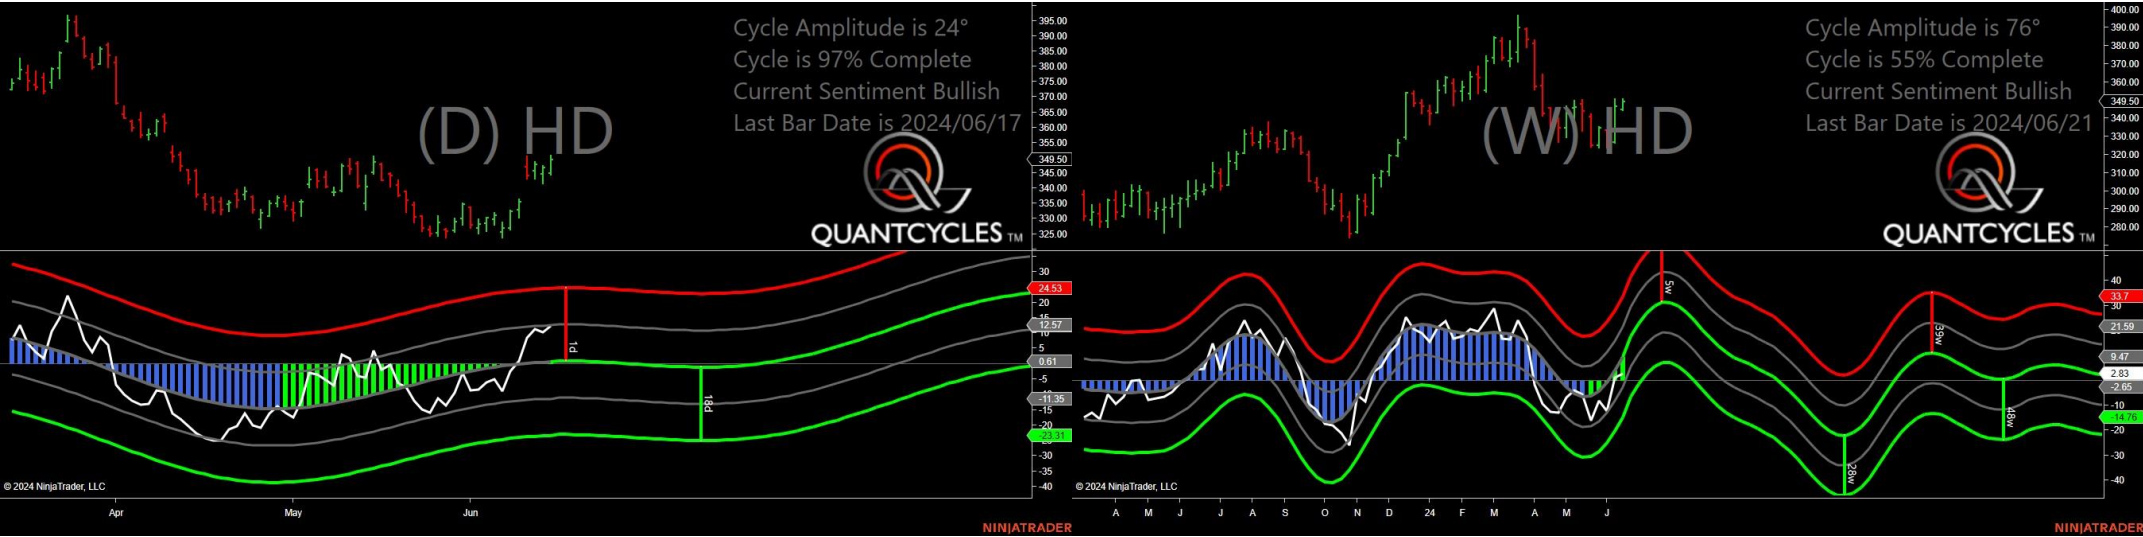 Cycle Amplitude is 24°
Cycle is 97% Complete
Current Sentiment Bullish
Last Bar Date is 2024/06/17
(D) HD
QUANTCYCLES TM
395.00
390.00
385.00
380.00
375.00
370.00
365.00
360.00
355.00
349.50
345.00
340.00
335.00
330.00
325.00
30
24.53
20
15
12.57
10
5
0.61
-5
-11.35
-15
-20
-23.31
-30
-35
-40
1d
18d
© 2024 NinjaTrader, LLC
Apr May Jun
NINJATRADER
Cycle Amplitude is 76°
Cycle is 55% Complete
Current Sentiment Bullish
Last Bar Date is 2024/06/21
(W) HD
QUANTCYCLES TM
400.00
390.00
380.00
370.00
360.00
349.50
340.00
330.00
320.00
310.00
300.00
290.00
280.00
40
33.7
30
21.59
9.47
2.83
-2.65
-10
-14.76
-20
-30
-40
5w
28w
39w
48w
© 2024 NinjaTrader, LLC
A M J J A S O N D 24 F M A M J
NINJATRADER